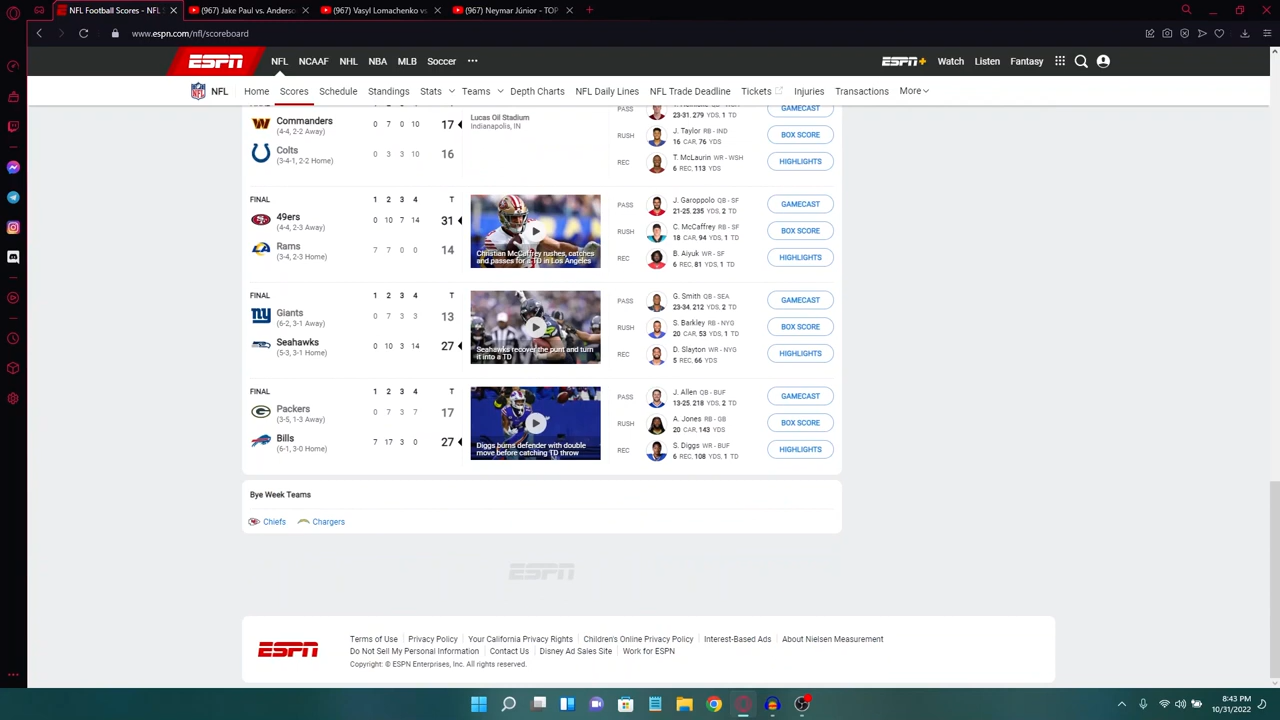 NFL Football Scores - NFL S
(967) Jake Paul vs. Anderso
(967) Vasyl Lomachenko vs
(967) Neymar Júnior - TOP
www.espn.com/nfl/scoreboard
ESPN NFL NCAAF NHL NBA MLB Soccer ESPN+ Watch Listen Fantasy
NFL Home Scores Schedule Standings Stats Teams Depth Charts NFL Daily Lines NFL Trade Deadline Tickets Injuries Transactions More
Commanders 0 7 0 10 17
(4-4, 2-2 Away)
Colts 0 3 3 10 16
(3-4-1, 2-2 Home)
Lucas Oil Stadium
Indianapolis, IN
PASS
23-31, 279 YDS, 1 TD
RUSH J. Taylor RB - IND
16 CAR, 76 YDS
REC T. McLaurin WR - WSH
6 REC, 113 YDS
GAMECAST
BOX SCORE
HIGHLIGHTS
FINAL 1 2 3 4 T
49ers 0 10 7 14 31
(4-4, 2-3 Away)
Rams 7 7 0 0 14
(3-4, 2-3 Home)
Christian McCaffrey rushes, catches
and passes for a TD in Los Angeles
PASS J. Garoppolo QB - SF
21-25, 235 YDS, 2 TD
RUSH C. McCaffrey RB - SF
18 CAR, 94 YDS, 1 TD
REC B. Aiyuk WR - SF
6 REC, 81 YDS, 1 TD
GAMECAST
BOX SCORE
HIGHLIGHTS
FINAL 1 2 3 4 T
Giants 0 7 3 3 13
(6-2, 3-1 Away)
Seahawks 0 10 3 14 27
(5-3, 3-1 Home)
Seahawks recover the punt and turn
it into a TD
PASS G. Smith QB - SEA
23-34, 212 YDS, 2 TD
RUSH S. Barkley RB - NYG
20 CAR, 53 YDS, 1 TD
REC D. Slayton WR - NYG
5 REC, 66 YDS
GAMECAST
BOX SCORE
HIGHLIGHTS
FINAL 1 2 3 4 T
Packers 0 7 3 7 17
(3-5, 1-3 Away)
Bills 7 17 3 0 27
(6-1, 3-0 Home)
Diggs burns defender with double
move before catching TD throw
PASS J. Allen QB - BUF
13-25, 218 YDS, 2 TD
RUSH A. Jones RB - GB
20 CAR, 143 YDS
REC S. Diggs WR - BUF
6 REC, 108 YDS, 1 TD
GAMECAST
BOX SCORE
HIGHLIGHTS
Bye Week Teams
Chiefs Chargers
ESPN
ESPN
Terms of Use Privacy Policy Your California Privacy Rights Children's Online Privacy Policy Interest-Based Ads About Nielsen Measurement
Do Not Sell My Personal Information Contact Us Disney Ad Sales Site Work for ESPN
Copyright: © ESPN Enterprises, Inc. All rights reserved.
8:43 PM
10/31/2022